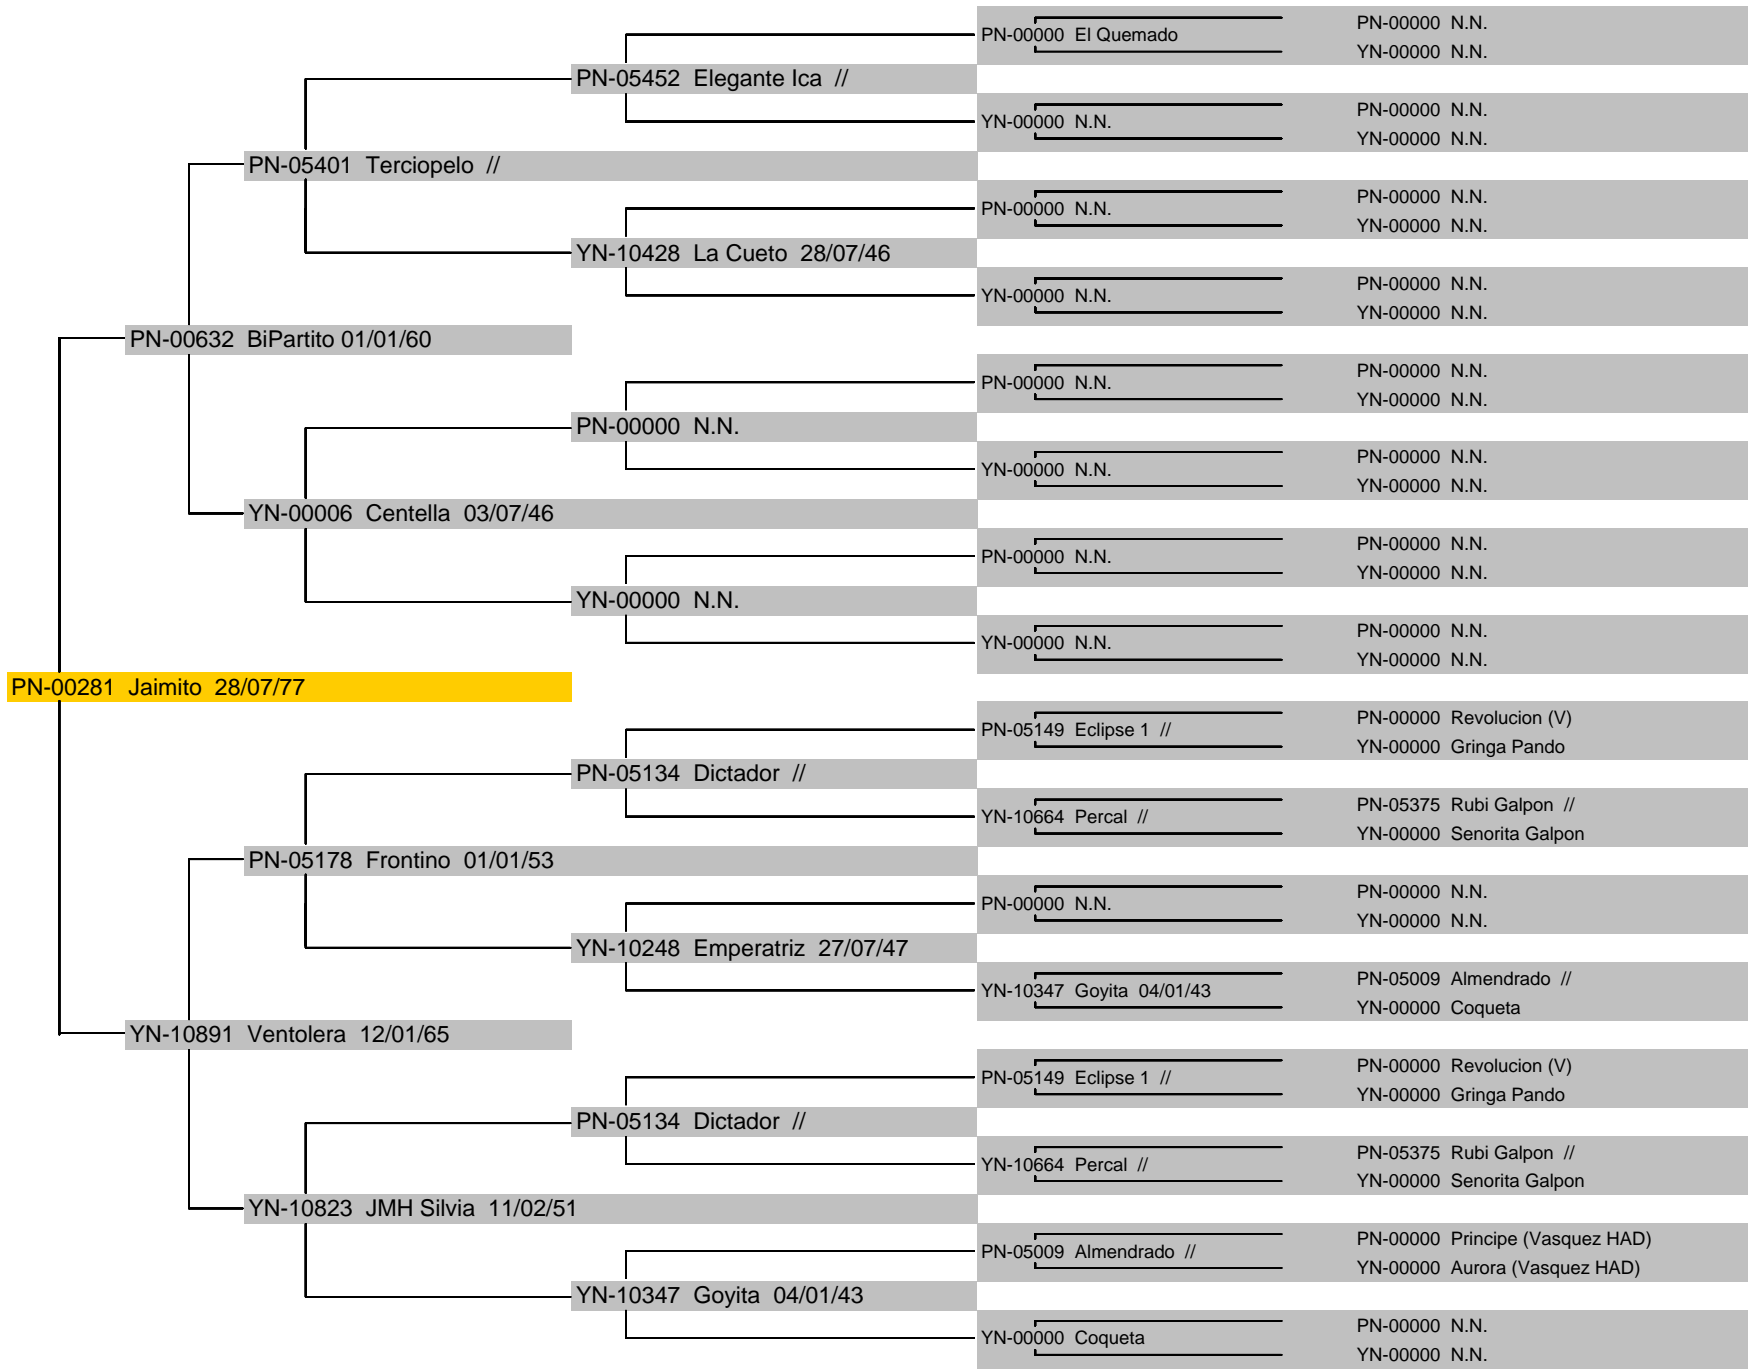 PN-00000 El Quemado
PN-00000 N.N.
YN-00000 N.N.
PN-05452 Elegante Ica //
YN-00000 N.N.
PN-00000 N.N.
YN-00000 N.N.
PN-05401 Terciopelo //
PN-00000 N.N.
PN-00000 N.N.
YN-00000 N.N.
YN-10428 La Cueto 28/07/46
YN-00000 N.N.
PN-00000 N.N.
YN-00000 N.N.
PN-00632 BiPartito 01/01/60
PN-00000 N.N.
PN-00000 N.N.
YN-00000 N.N.
PN-00000 N.N.
YN-00000 N.N.
PN-00000 N.N.
YN-00000 N.N.
YN-00006 Centella 03/07/46
PN-00000 N.N.
PN-00000 N.N.
YN-00000 N.N.
YN-00000 N.N.
YN-00000 N.N.
PN-00000 N.N.
YN-00000 N.N.
PN-00281 Jaimito 28/07/77
PN-05149 Eclipse 1 //
PN-00000 Revolucion (V)
YN-00000 Gringa Pando
PN-05134 Dictador //
YN-10664 Percal //
PN-05375 Rubi Galpon //
YN-00000 Senorita Galpon
PN-05178 Frontino 01/01/53
PN-00000 N.N.
PN-00000 N.N.
YN-00000 N.N.
YN-10248 Emperatriz 27/07/47
YN-10347 Goyita 04/01/43
PN-05009 Almendrado //
YN-00000 Coqueta
YN-10891 Ventolera 12/01/65
PN-05149 Eclipse 1 //
PN-00000 Revolucion (V)
YN-00000 Gringa Pando
PN-05134 Dictador //
YN-10664 Percal //
PN-05375 Rubi Galpon //
YN-00000 Senorita Galpon
YN-10823 JMH Silvia 11/02/51
PN-05009 Almendrado //
PN-00000 Principe (Vasquez HAD)
YN-00000 Aurora (Vasquez HAD)
YN-10347 Goyita 04/01/43
YN-00000 Coqueta
PN-00000 N.N.
YN-00000 N.N.